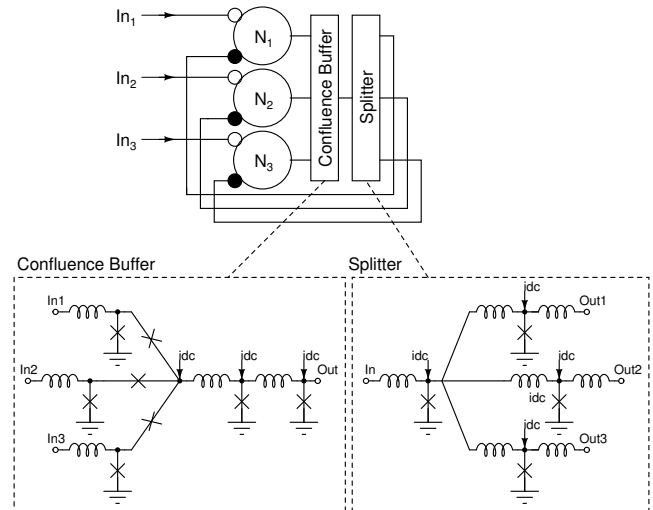 In1
N1
In2
N2
In3
N3
Confluence Buffer
Splitter
Confluence Buffer
In1
In2
In3
idc
idc
idc
Out
Splitter
In
idc
idc
Out1
idc
Out2
idc
idc
Out3